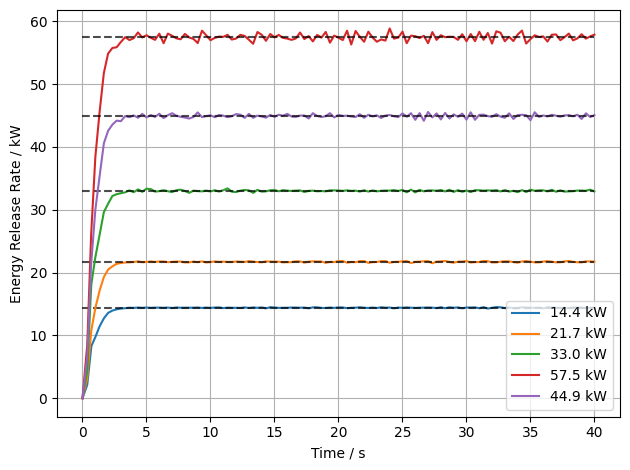 Energy Release Rate / kW
60
50
40
30
20
10
0
14.4 kW
21.7 kW
33.0 kW
57.5 kW
44.9 kW
0 5 10 15 20 25 30 35 40
Time / s